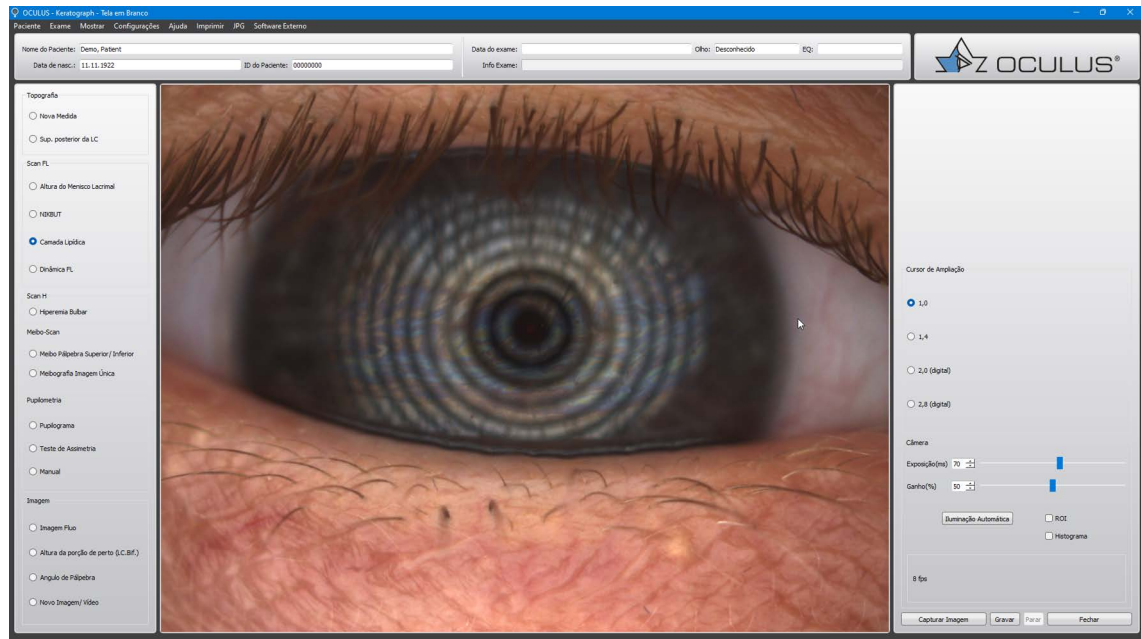 OCULUS - Keratograph - Tela em Branco
Paciente Exame Mostrar Configurações Ajuda Imprimir JPG Software Externo
Nome do Paciente: Demo, Patient Data do exame: Olho: Desconhecido EQ:
Data de nasc.: 11.11.1922 ID do Paciente: 00000000 Info Exame:
OCULUS®
Topografia
Nova Medida
Sup. posterior da LC
Scan FL
Altura do Menisco Lacrimal
NIKBUT
Camada Lipídica
Dinâmica FL
Scan H
Hiperemia Bulbar
Meibo-Scan
Meibo Pálpebra Superior/ Inferior
Meibografia Imagem Única
Pupilometria
Pupilograma
Teste de Assimetria
Manual
Imagem
Imagem Fluo
Altura da porção de perto (LC.Bif.)
Angulo de Pálpebra
Novo Imagem/ Vídeo
Cursor de Ampliação
1,0
1,4
2,0 (digital)
2,8 (digital)
Câmera
Exposição(ms) 70
Ganho(%) 50
Iluminação Automática ROI
Histograma
8 fps
Capturar Imagem Gravar Parar Fechar